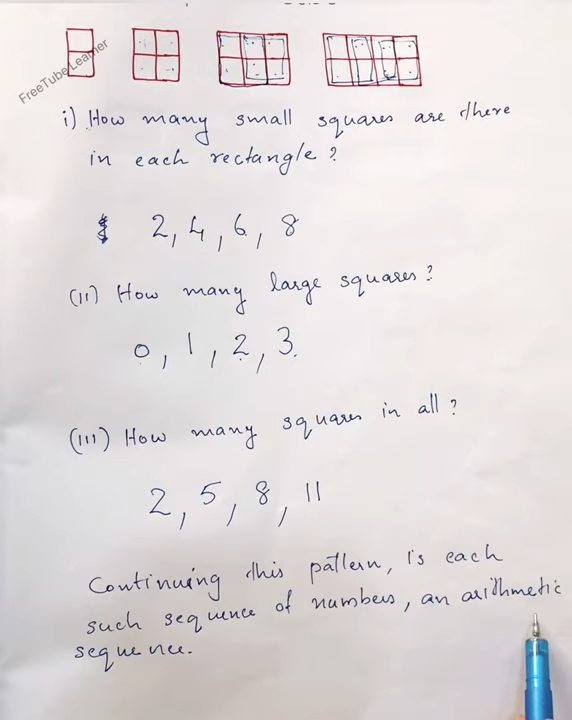 FreeTube Learner
i) How many small squares are there
in each rectangle ?
2, 4, 6, 8
(ii) How many large squares ?
0, 1, 2, 3.
(iii) How many squares in all ?
2, 5, 8, 11
Continuing this pattern, is each
such sequence of numbers, an arithmetic
sequence.